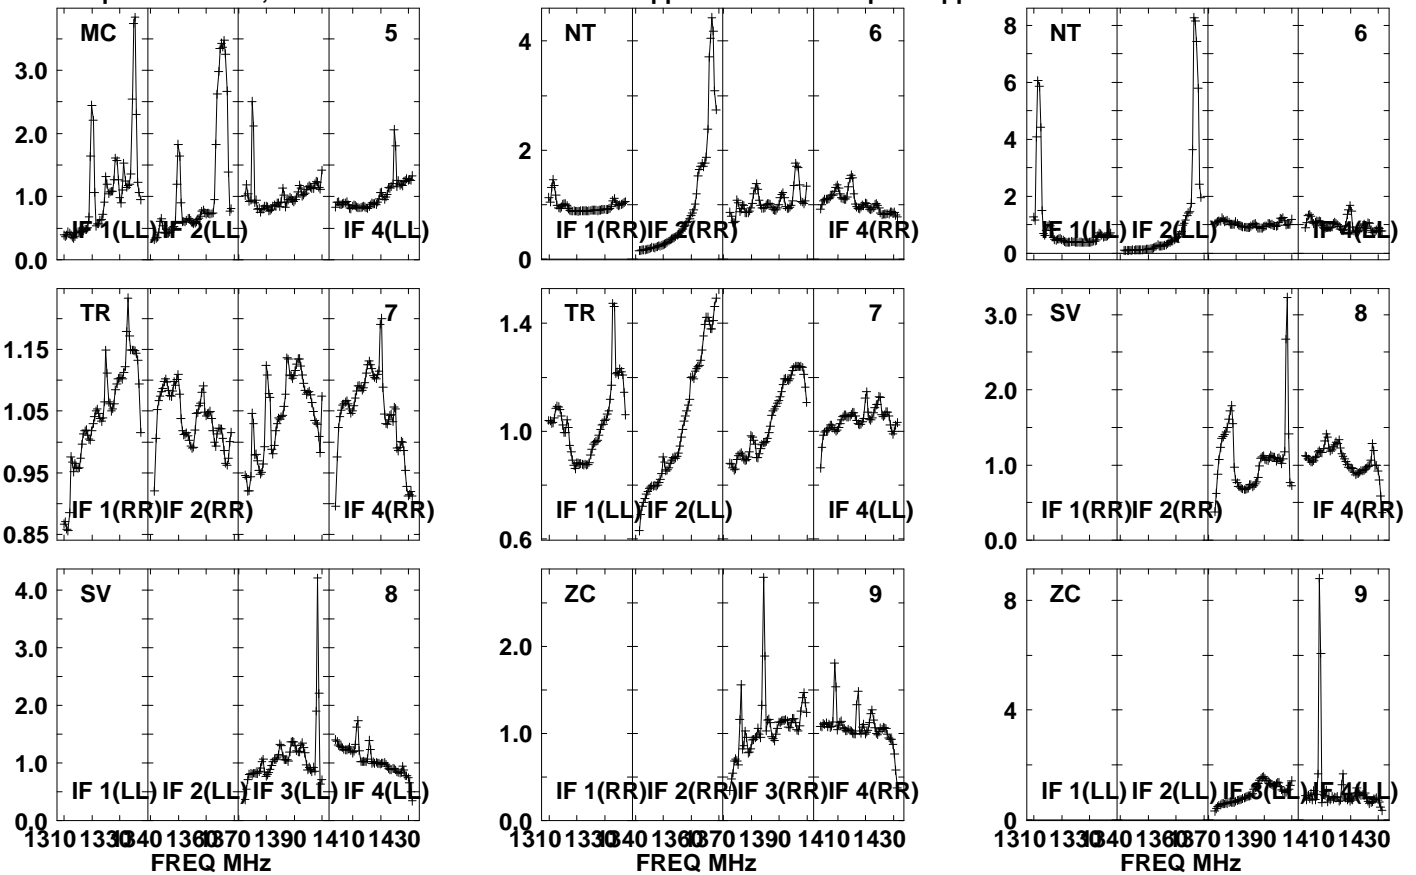 MC 5
3.0
2.0
1.0
0.0
IF 1(LL) IF 2(LL) IF 4(LL)
NT 6
4
2
0
IF 1(RR) IF 2(RR) IF 4(RR)
NT 6
8
6
4
2
0
IF 1(LL) IF 2(LL) IF 4(LL)
TR 7
1.15
1.05
0.95
0.85
IF 1(RR) IF 2(RR) IF 4(RR)
TR 7
1.4
1.0
0.6
IF 1(LL) IF 2(LL) IF 4(LL)
SV 8
3.0
2.0
1.0
0.0
IF 1(RR) IF 2(RR) IF 4(RR)
SV 8
4.0
3.0
2.0
1.0
0.0
IF 1(LL) IF 2(LL) IF 3(LL) IF 4(LL)
1310 1330 1340 1360 1370 1390 1410 1430
FREQ MHz
ZC 9
2.0
1.0
0.0
IF 1(RR) IF 2(RR) IF 3(RR) IF 4(RR)
1310 1330 1340 1360 1370 1390 1410 1430
FREQ MHz
ZC 9
8
4
0
IF 1(LL) IF 2(LL) IF 3(LL) IF 4(LL)
1310 1330 1340 1360 1370 1390 1410 1430
FREQ MHz